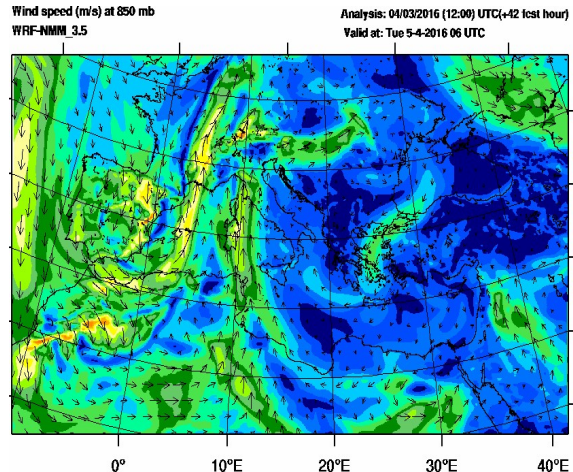 Wind speed (m/s) at 850 mb
WRF-NMM_3.5
Analysis: 04/03/2016 (12:00) UTC(+42 fcst hour)
Valid at: Tue 5-4-2016 06 UTC
0° 10°E 20°E 30°E 40°E